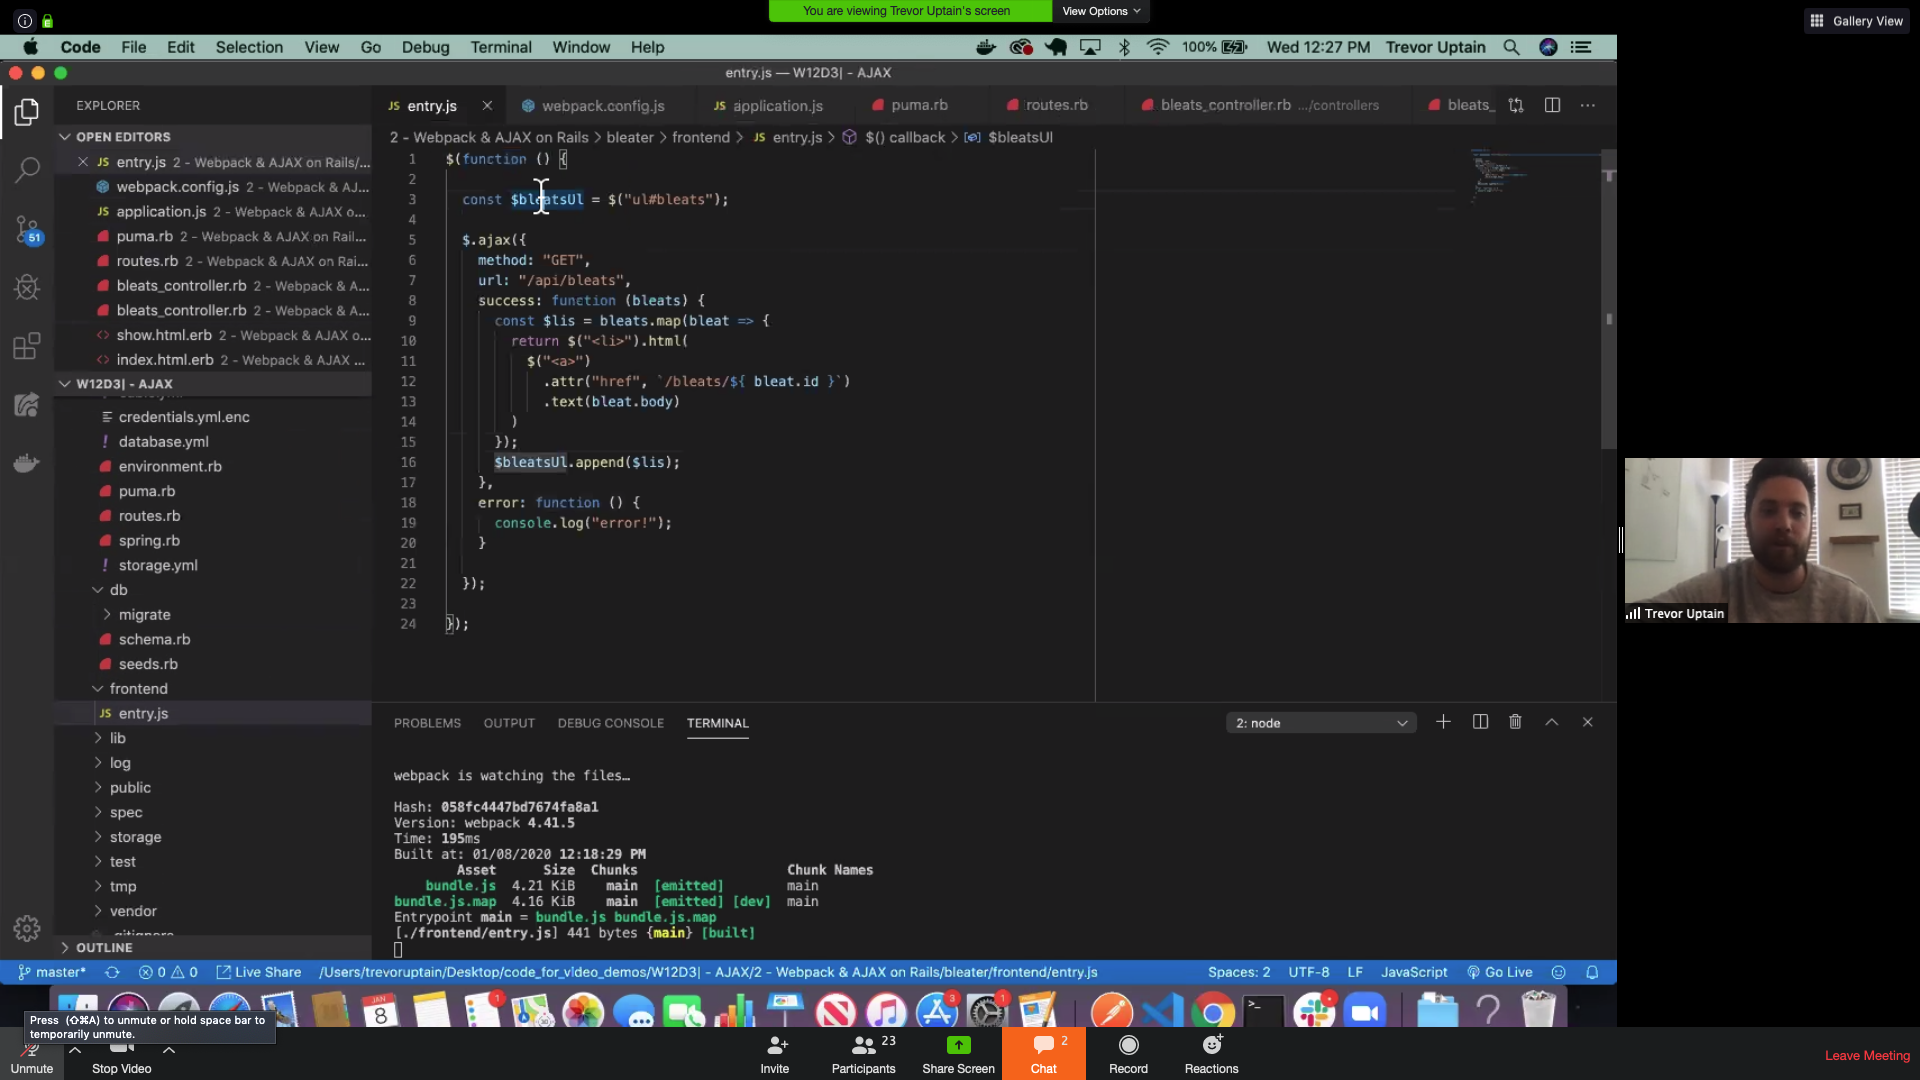 You are viewing Trevor Uptain's screen
View Options
Gallery View
Code File Edit Selection View Go Debug Terminal Window Help
100% Wed 12:27 PM Trevor Uptain
entry.js — W12D3| - AJAX
EXPLORER
OPEN EDITORS
entry.js 2 - Webpack & AJAX on Rails/...
webpack.config.js 2 - Webpack & AJ...
application.js 2 - Webpack & AJAX o...
puma.rb 2 - Webpack & AJAX on Rail...
routes.rb 2 - Webpack & AJAX on Rai...
bleats_controller.rb 2 - Webpack & A...
bleats_controller.rb 2 - Webpack & A...
show.html.erb 2 - Webpack & AJAX o...
index.html.erb 2 - Webpack & AJAX ...
51
W12D3| - AJAX
credentials.yml.enc
database.yml
environment.rb
puma.rb
routes.rb
spring.rb
storage.yml
db
migrate
schema.rb
seeds.rb
frontend
entry.js
lib
log
public
spec
storage
test
tmp
vendor
.gitignore
OUTLINE
entry.js webpack.config.js application.js puma.rb routes.rb bleats_controller.rb .../controllers bleats_
2 - Webpack & AJAX on Rails > bleater > frontend > JS entry.js > $() callback > $bleatsUl
1 $(function () {
2
3 const $bleatsUl = $("ul#bleats");
4
5 $.ajax({
6 method: "GET",
7 url: "/api/bleats",
8 success: function (bleats) {
9 const $lis = bleats.map(bleat => {
10 return $("<li>").html(
11 $("<a>")
12 .attr("href", `/bleats/${ bleat.id }`)
13 .text(bleat.body)
14 )
15 });
16 $bleatsUl.append($lis);
17 },
18 error: function () {
19 console.log("error!");
20 }
21
22 });
23
24 });
PROBLEMS OUTPUT DEBUG CONSOLE TERMINAL
2: node
webpack is watching the files…
Hash: 058fc4447bd7674fa8a1
Version: webpack 4.41.5
Time: 195ms
Built at: 01/08/2020 12:18:29 PM
Asset Size Chunks Chunk Names
bundle.js 4.21 KiB main [emitted] main
bundle.js.map 4.16 KiB main [emitted] [dev] main
Entrypoint main = bundle.js bundle.js.map
[./frontend/entry.js] 441 bytes {main} [built]
master* 0 0 Live Share /Users/trevoruptain/Desktop/code_for_video_demos/W12D3| - AJAX/2 - Webpack & AJAX on Rails/bleater/frontend/entry.js
Spaces: 2 UTF-8 LF JavaScript Go Live
Trevor Uptain
JAN
8
1
3
1
Press (⇧⌘A) to unmute or hold space bar to
temporarily unmute.
Unmute
Stop Video
Invite
23
Participants
Share Screen
2
Chat
Record
Reactions
Leave Meeting